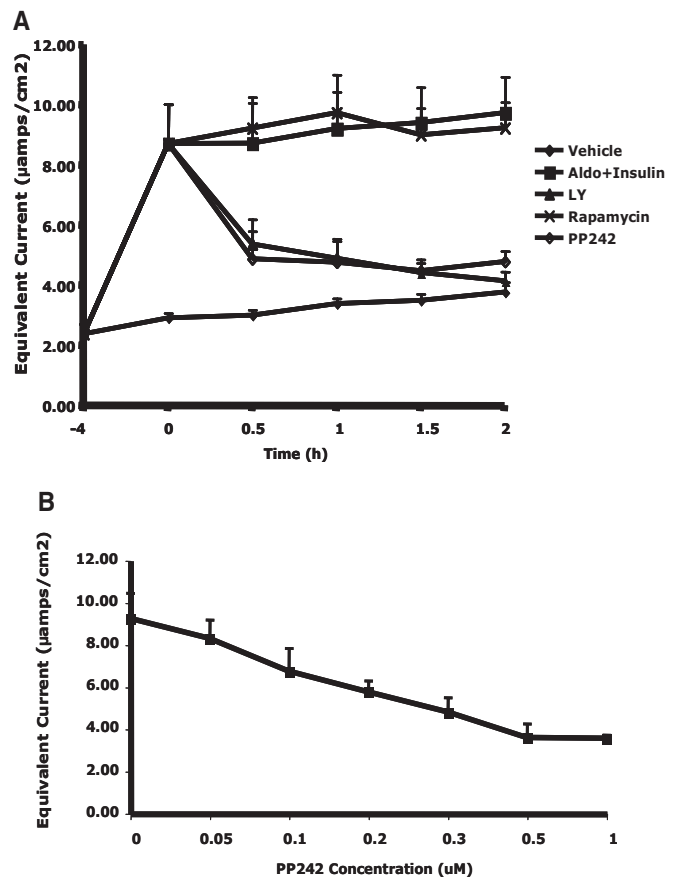 A
12.00
10.00
8.00
6.00
4.00
2.00
0.00
Equivalent Current (µamps/cm2)
-4 0 0.5 1 1.5 2
Time (h)
Vehicle
Aldo+Insulin
LY
Rapamycin
PP242
B
12.00
10.00
8.00
6.00
4.00
2.00
0.00
Equivalent Current (µamps/cm2)
0 0.05 0.1 0.2 0.3 0.5 1
PP242 Concentration (uM)